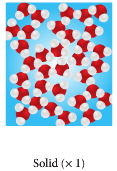 Solid (× 1)